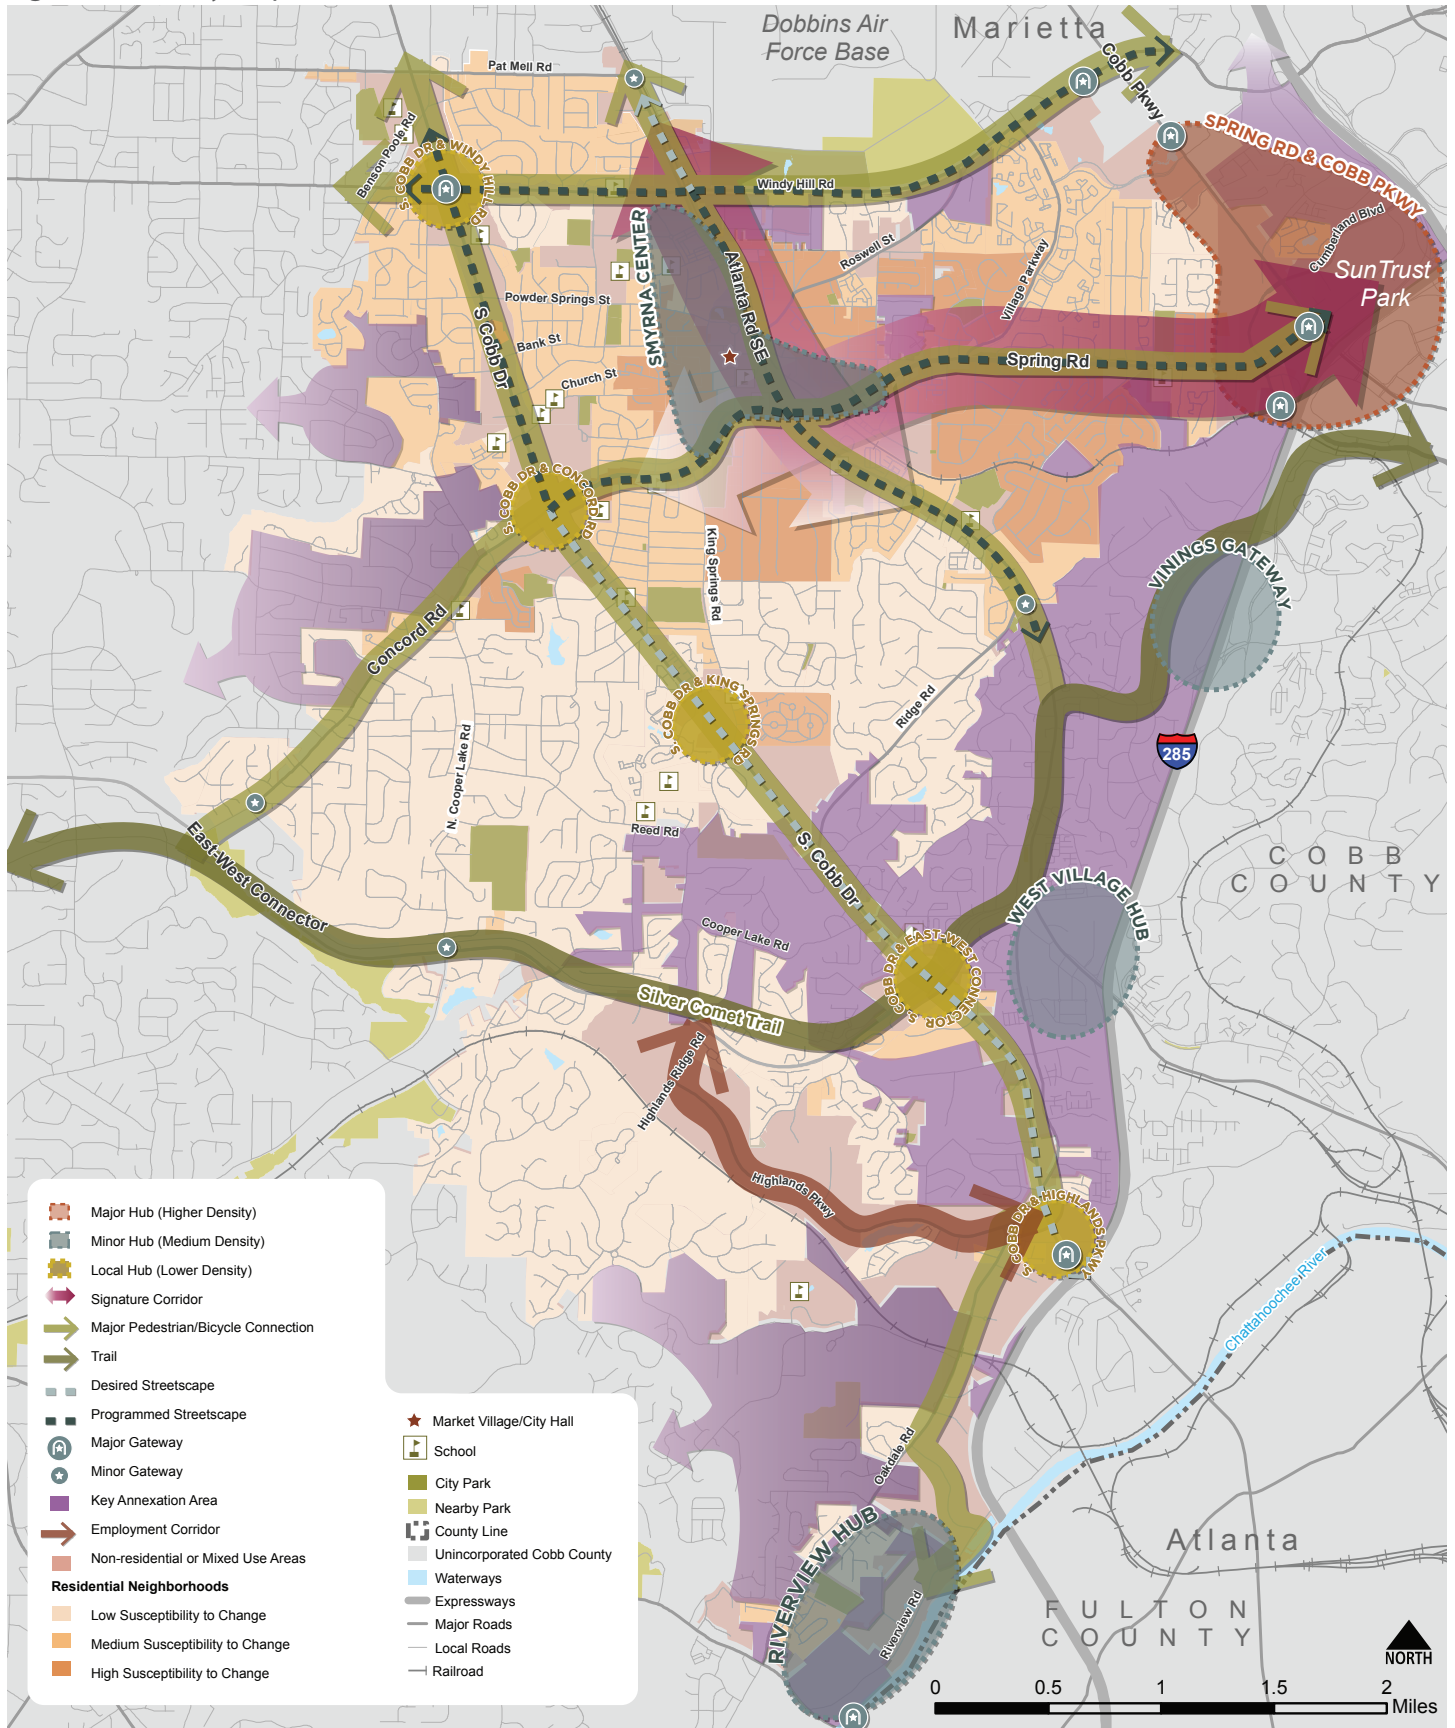 Dobbins Air
Force Base
Marietta
Cobb Pkwy
Pat Mell Rd
Benson Poole Rd
S. COBB DR & WINDY HILL RD
Windy Hill Rd
SPRING RD & COBB PKWY
Cumberland Blvd
SunTrust
Park
SMYRNA CENTER
Atlanta Rd SE
Roswell St
Village Parkway
Powder Springs St
S Cobb Dr
Bank St
Church St
Spring Rd
S. COBB DR & CONCORD RD
King Springs Rd
VININGS GATEWAY
Concord Rd
S. COBB DR & KING SPRINGS RD
Ridge Rd
285
N. Cooper Lake Rd
Reed Rd
East-West Connector
S. Cobb Dr
COBB
COUNTY
WEST VILLAGE HUB
Cooper Lake Rd
S. COBB DR & EAST-WEST CONNECTOR
Silver Comet Trail
Highlands Ridge Rd
Highlands Pkwy
S. COBB DR & HIGHLANDS PKWY
Chattahoochee River
Oakdale Rd
RIVERVIEW HUB
Riverview Rd
Atlanta
FULTON
COUNTY
NORTH
0 0.5 1 1.5 2
Miles
Major Hub (Higher Density)
Minor Hub (Medium Density)
Local Hub (Lower Density)
Signature Corridor
Major Pedestrian/Bicycle Connection
Trail
Desired Streetscape
Programmed Streetscape
Major Gateway
Minor Gateway
Key Annexation Area
Employment Corridor
Non-residential or Mixed Use Areas
Residential Neighborhoods
Low Susceptibility to Change
Medium Susceptibility to Change
High Susceptibility to Change
Market Village/City Hall
School
City Park
Nearby Park
County Line
Unincorporated Cobb County
Waterways
Expressways
Major Roads
Local Roads
Railroad